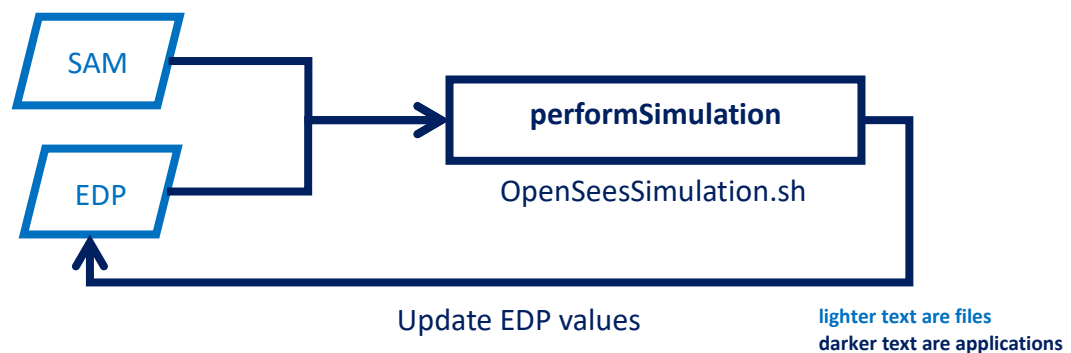 SAM
performSimulation
EDP
OpenSeesSimulation.sh
Update EDP values
lighter text are files
darker text are applications